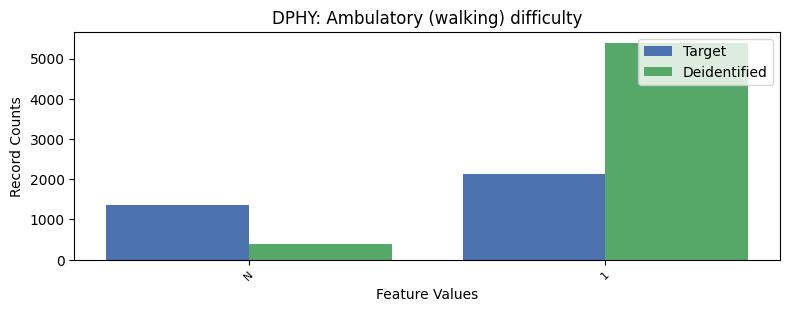 DPHY: Ambulatory (walking) difficulty
Target
Deidentified
Record Counts
5000
4000
3000
2000
1000
0
N
1
Feature Values